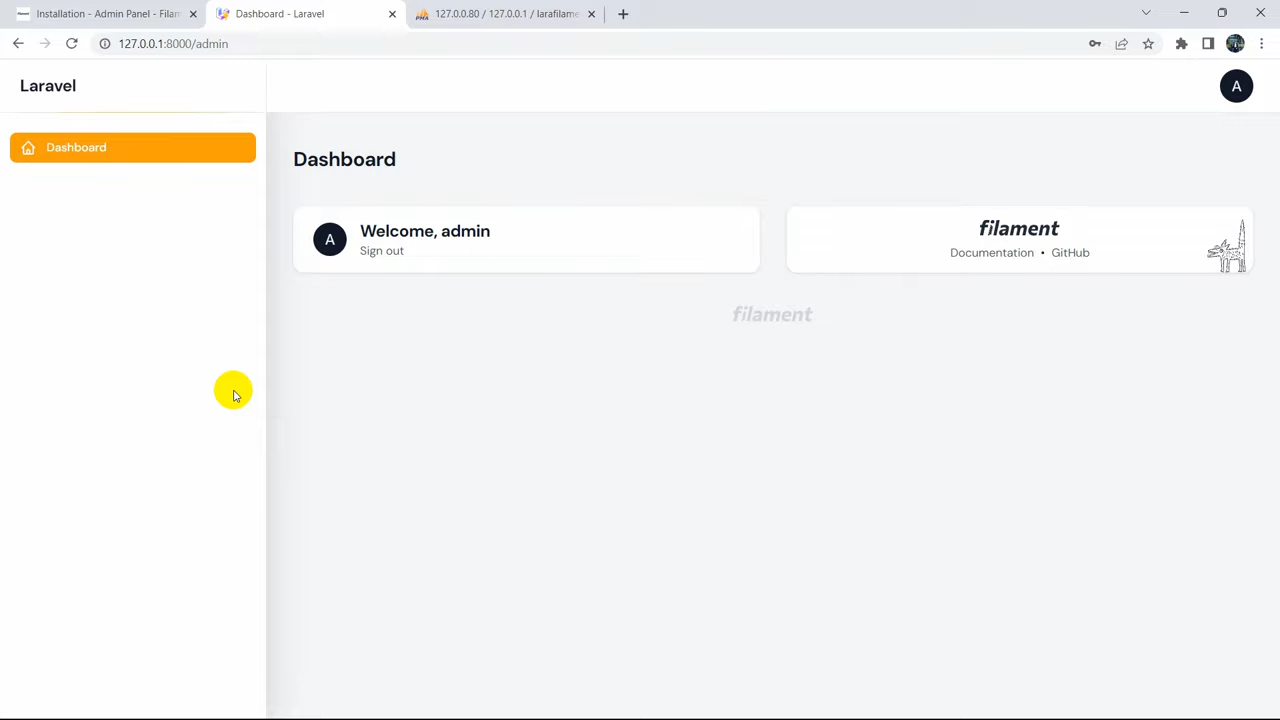 Installation - Admin Panel - Filam
Dashboard - Laravel
127.0.0.80 / 127.0.0.1 / larafilame
127.0.0.1:8000/admin
Laravel
A
Dashboard
Dashboard
A
Welcome, admin
Sign out
filament
Documentation • GitHub
filament